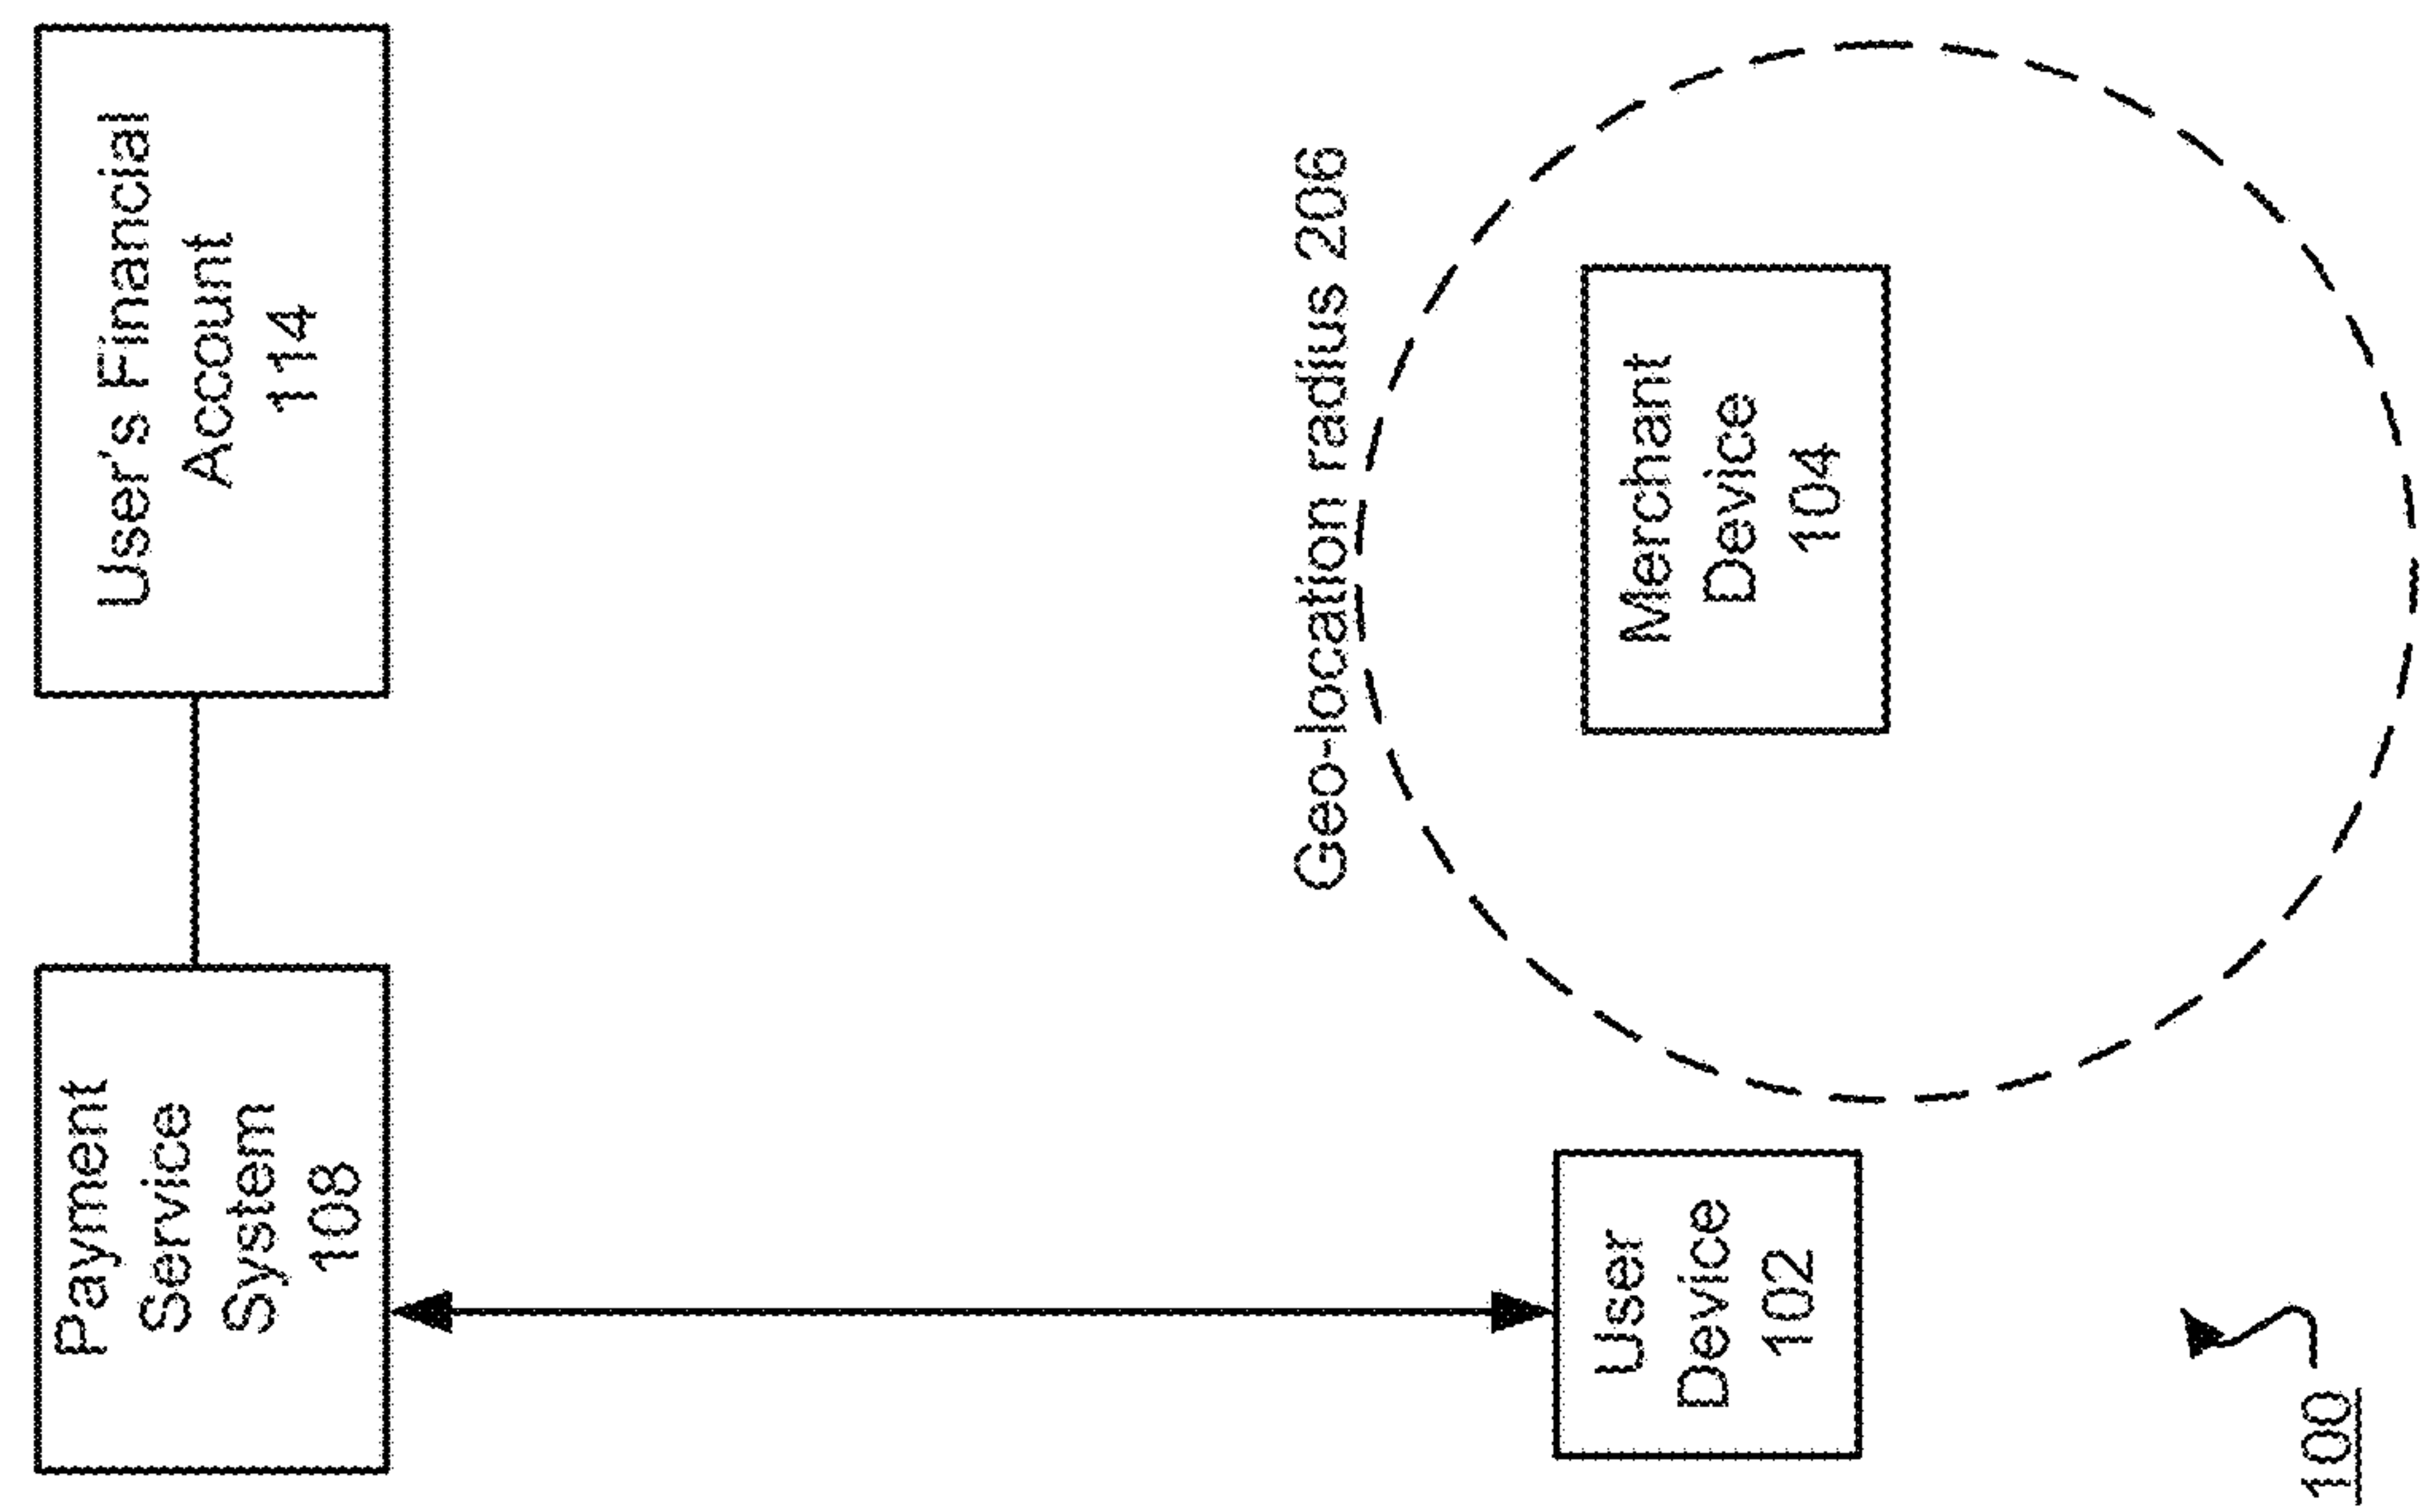 Payment
Service
System
108
User's Financial
Account
114
Geo-location radius 206
User
Device
102
Merchant
Device
104
100